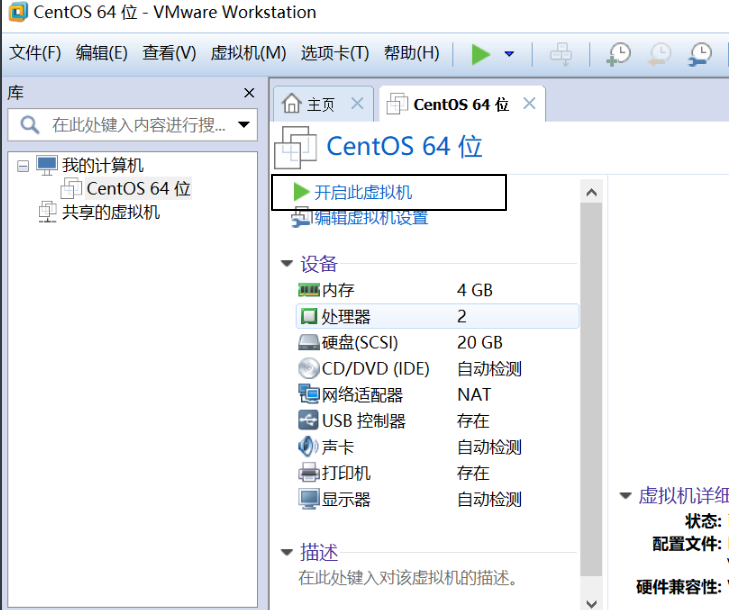 CentOS 64 位 - VMware Workstation
文件(F) 编辑(E) 查看(V) 虚拟机(M) 选项卡(T) 帮助(H)
库
在此处键入内容进行搜...
我的计算机
CentOS 64 位
共享的虚拟机
主页
CentOS 64 位
CentOS 64 位
开启此虚拟机
编辑虚拟机设置
设备
内存 4 GB
处理器 2
硬盘(SCSI) 20 GB
CD/DVD (IDE) 自动检测
网络适配器 NAT
USB 控制器 存在
声卡 自动检测
打印机 存在
显示器 自动检测
描述
在此处键入对该虚拟机的描述。
虚拟机详细
状态:
配置文件:
硬件兼容性: